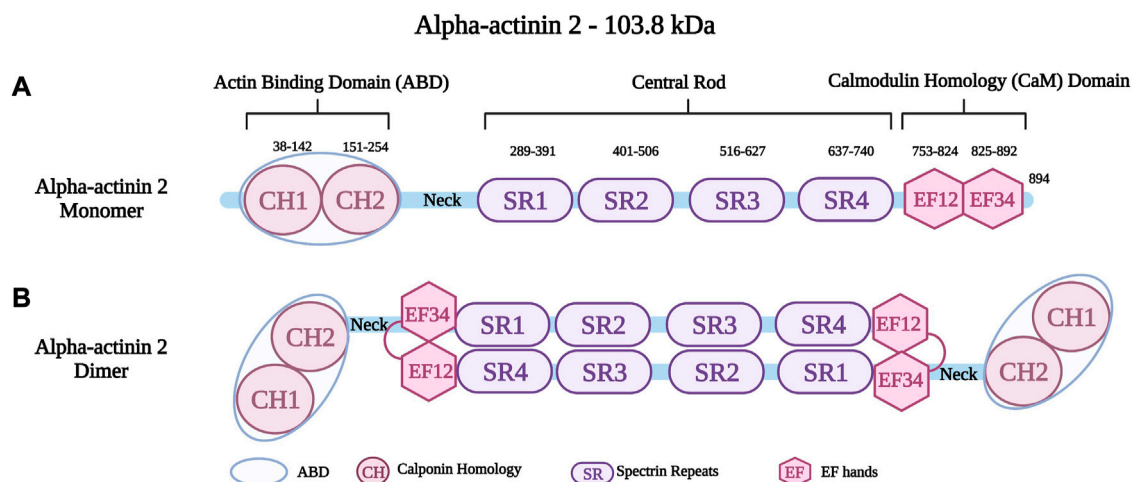 Alpha-actinin 2 - 103.8 kDa
A
Actin Binding Domain (ABD)
Central Rod
Calmodulin Homology (CaM) Domain
38-142 151-254 289-391 401-506 516-627 637-740 753-824 825-892
Alpha-actinin 2
Monomer
CH1 CH2 Neck SR1 SR2 SR3 SR4 EF12 EF34 894
B
Alpha-actinin 2
Dimer
CH2 Neck EF34 SR1 SR2 SR3 SR4 EF12 CH1
CH1 EF12 SR4 SR3 SR2 SR1 EF34 Neck CH2
ABD CH Calponin Homology SR Spectrin Repeats EF EF hands